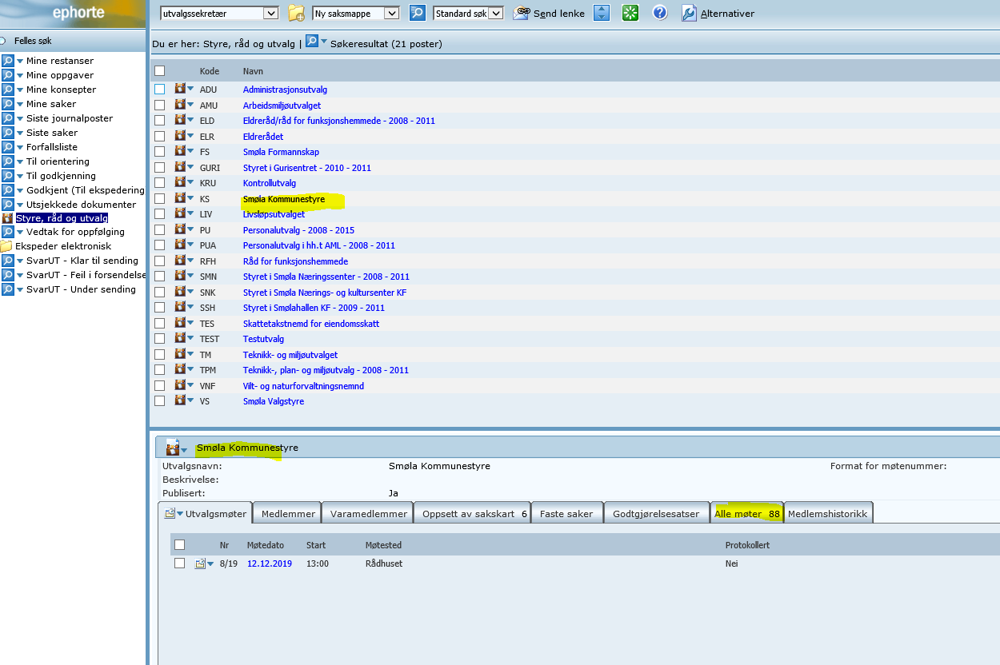 ephorte
utvalgssekretær Ny saksmappe Standard søk Send lenke Alternativer
Felles søk
Mine restanser
Mine oppgaver
Mine konsepter
Mine saker
Siste journalposter
Siste saker
Forfallsliste
Til orientering
Til godkjenning
Godkjent (Til ekspedering
Utsjekkede dokumenter
Styre, råd og utvalg
Vedtak for oppfølging
Ekspeder elektronisk
SvarUT - Klar til sending
SvarUT - Feil i forsendelse
SvarUT - Under sending
Du er her: Styre, råd og utvalg | Søkeresultat (21 poster)
Kode Navn
ADU Administrasjonsutvalg
AMU Arbeidsmiljøutvalget
ELD Eldreråd/råd for funksjonshemmede - 2008 - 2011
ELR Eldrerådet
FS Smøla Formannskap
GURI Styret i Gurisentret - 2010 - 2011
KRU Kontrollutvalg
KS Smøla Kommunestyre
LIV Livsløpsutvalget
PU Personalutvalg - 2008 - 2015
PUA Personalutvalg i hh.t AML - 2008 - 2011
RFH Råd for funksjonshemmede
SMN Styret i Smøla Næringssenter - 2008 - 2011
SNK Styret i Smøla Nærings- og kultursenter KF
SSH Styret i Smølahallen KF - 2009 - 2011
TES Skattetakstnemd for eiendomsskatt
TEST Testutvalg
TM Teknikk- og miljøutvalget
TPM Teknikk-, plan- og miljøutvalg - 2008 - 2011
VNF Vilt- og naturforvaltningsnemnd
VS Smøla Valgstyre
Smøla Kommunestyre
Utvalgsnavn: Smøla Kommunestyre Format for møtenummer:
Beskrivelse:
Publisert: Ja
Utvalgsmøter Medlemmer Varamedlemmer Oppsett av sakskart 6 Faste saker Godtgjørelsesatser Alle møter 88 Medlemshistorikk
Nr Møtedato Start Møtested Protokollert
8/19 12.12.2019 13:00 Rådhuset Nei